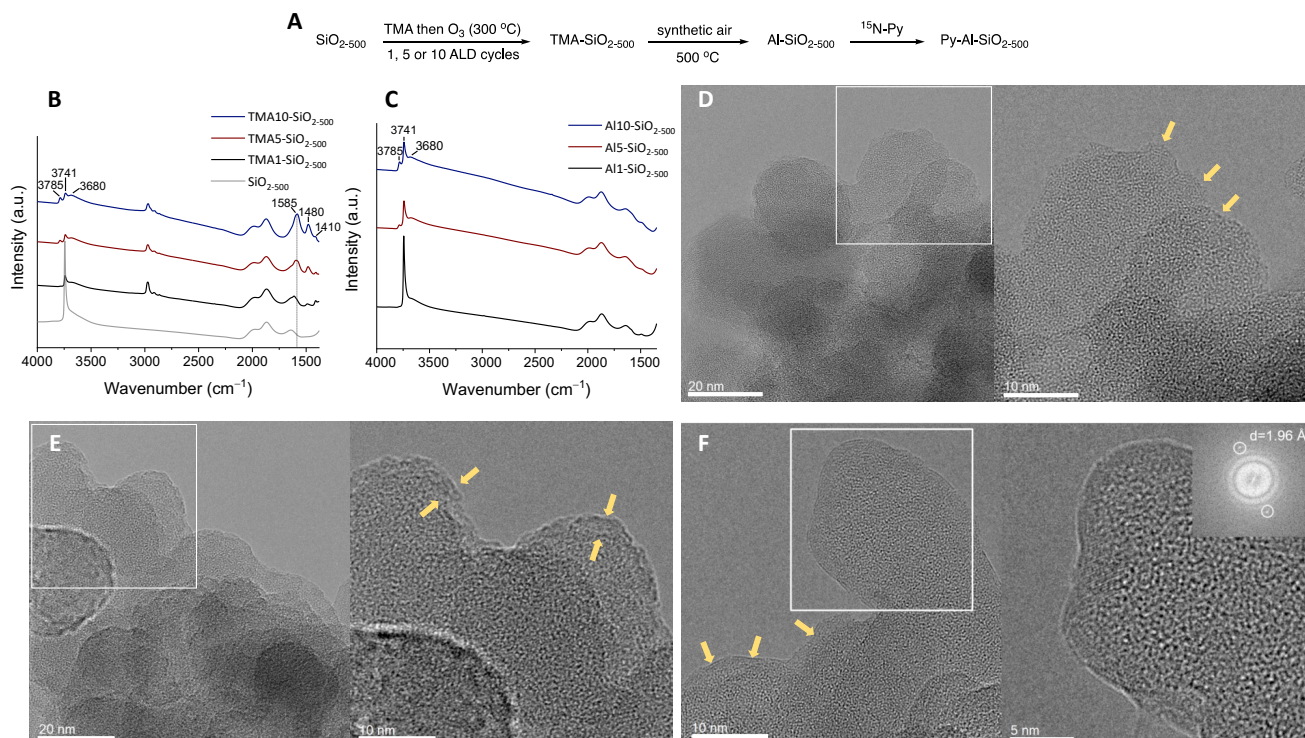 A
SiO2-500
TMA then O3 (300 °C)
1, 5 or 10 ALD cycles
TMA-SiO2-500
synthetic air
500 °C
Al-SiO2-500
15N-Py
Py-Al-SiO2-500
B
TMA10-SiO2-500
TMA5-SiO2-500
TMA1-SiO2-500
SiO2-500
3741
3785
3680
1585
1480
1410
Intensity (a.u.)
4000 3500 3000 2500 2000 1500
Wavenumber (cm−1)
C
Al10-SiO2-500
Al5-SiO2-500
Al1-SiO2-500
3741
3785
3680
Intensity (a.u.)
4000 3500 3000 2500 2000 1500
Wavenumber (cm−1)
D
20 nm
10 nm
E
20 nm
10 nm
F
d=1.96 Å
10 nm
5 nm